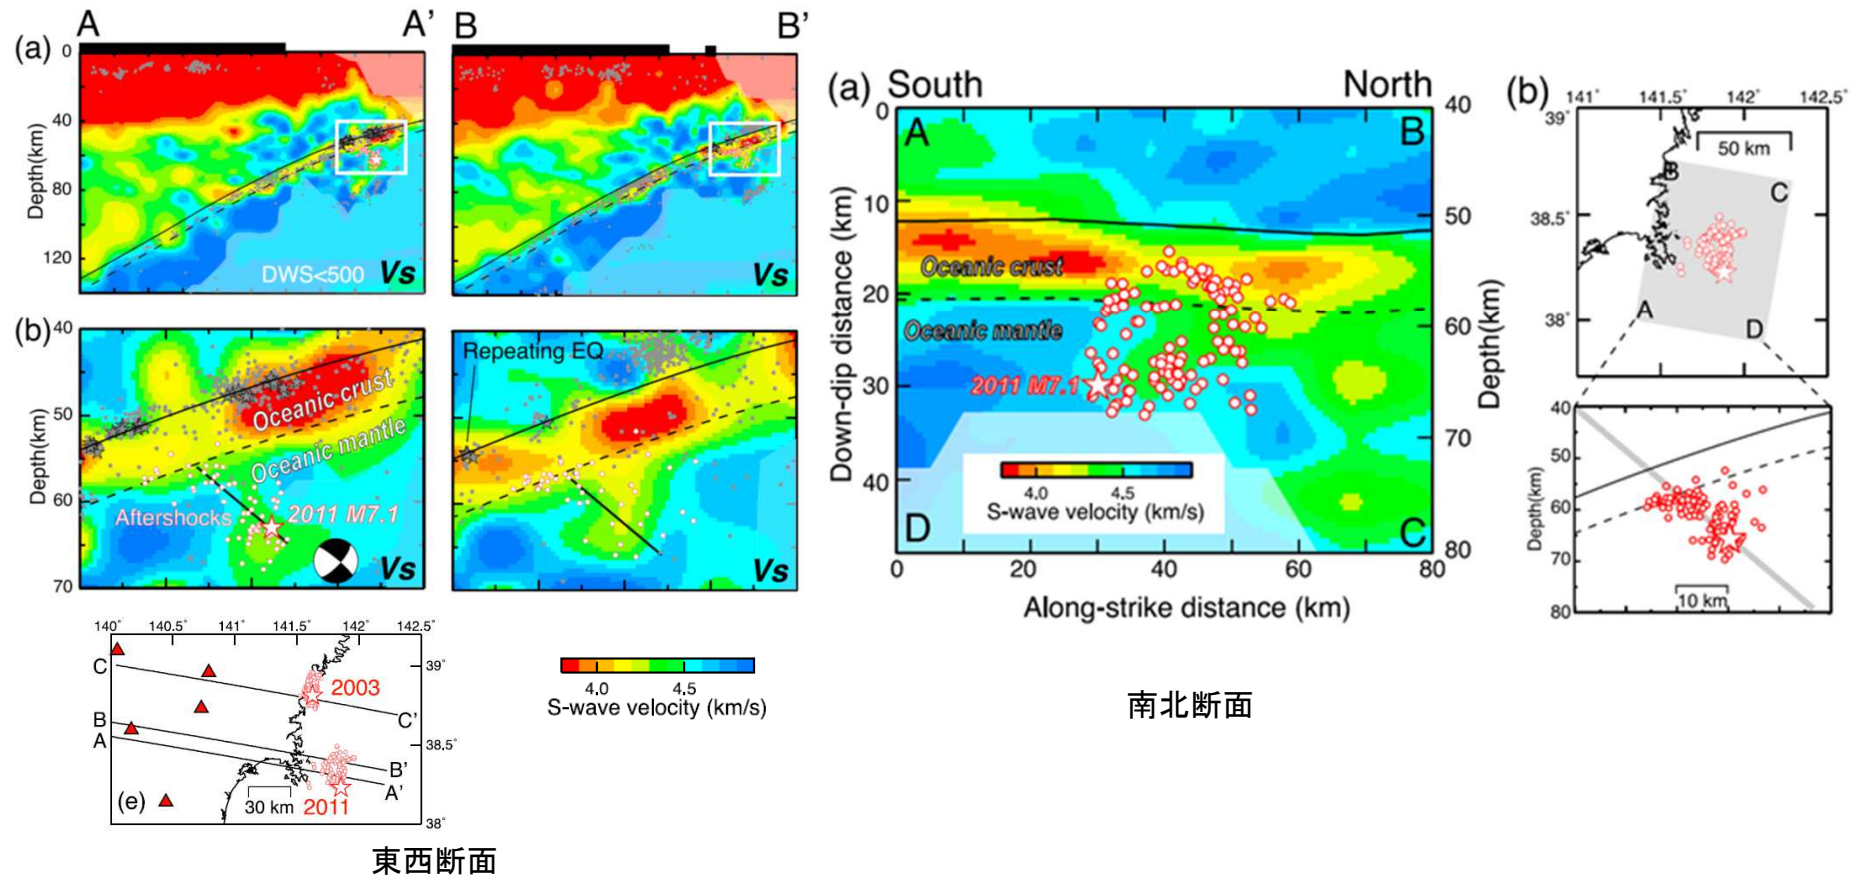 A
A'
B
B'
(a)
0
40
80
120
Depth(km)
DWS<500
Vs
Vs
(b)
40
50
60
70
Depth(km)
Oceanic crust
Oceanic mantle
Aftershocks
2011 M7.1
Vs
Repeating EQ
Vs
140°
140.5°
141°
141.5°
142°
142.5°
C
B
A
2003
C'
B'
A'
39°
38.5°
38°
(e)
30 km
2011
4.0
4.5
S-wave velocity (km/s)
東西断面
(a)
South
North
A
B
0
10
20
30
40
Down-dip distance (km)
Oceanic crust
Oceanic mantle
2011 M7.1
4.0
4.5
S-wave velocity (km/s)
D
C
40
50
60
70
80
Depth(km)
0
20
40
60
80
Along-strike distance (km)
南北断面
(b)
141°
141.5°
142°
142.5°
39°
38.5°
38°
50 km
B
C
A
D
40
50
60
70
80
Depth(km)
10 km